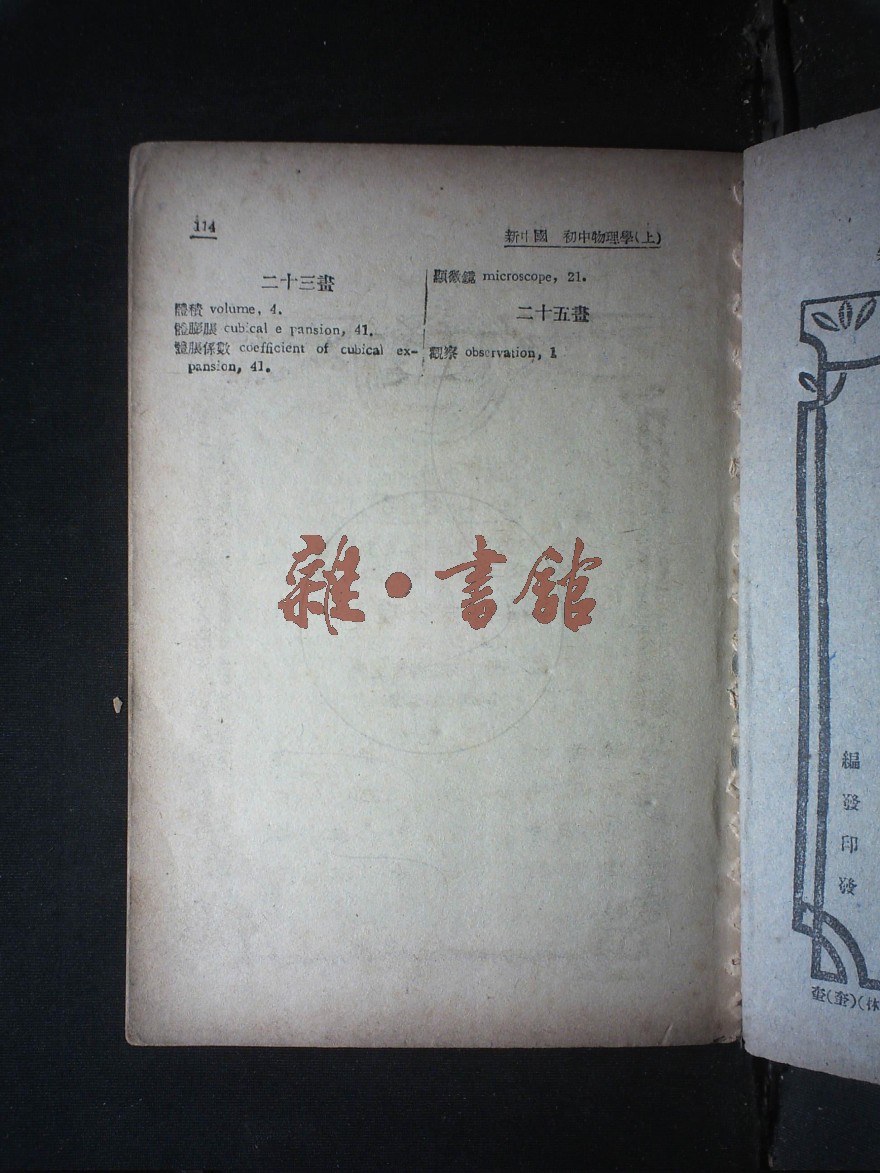 114
新中國 初中物理學(上)
二十三畫
體積 volume, 4.
體膨脹 cubical e pansion, 41.
體脹係數 coefficient of cubical ex-
pansion, 41.
顯微鏡 microscope, 21.
二十五畫
觀察 observation, 1
雜·書館
編
發
印
發